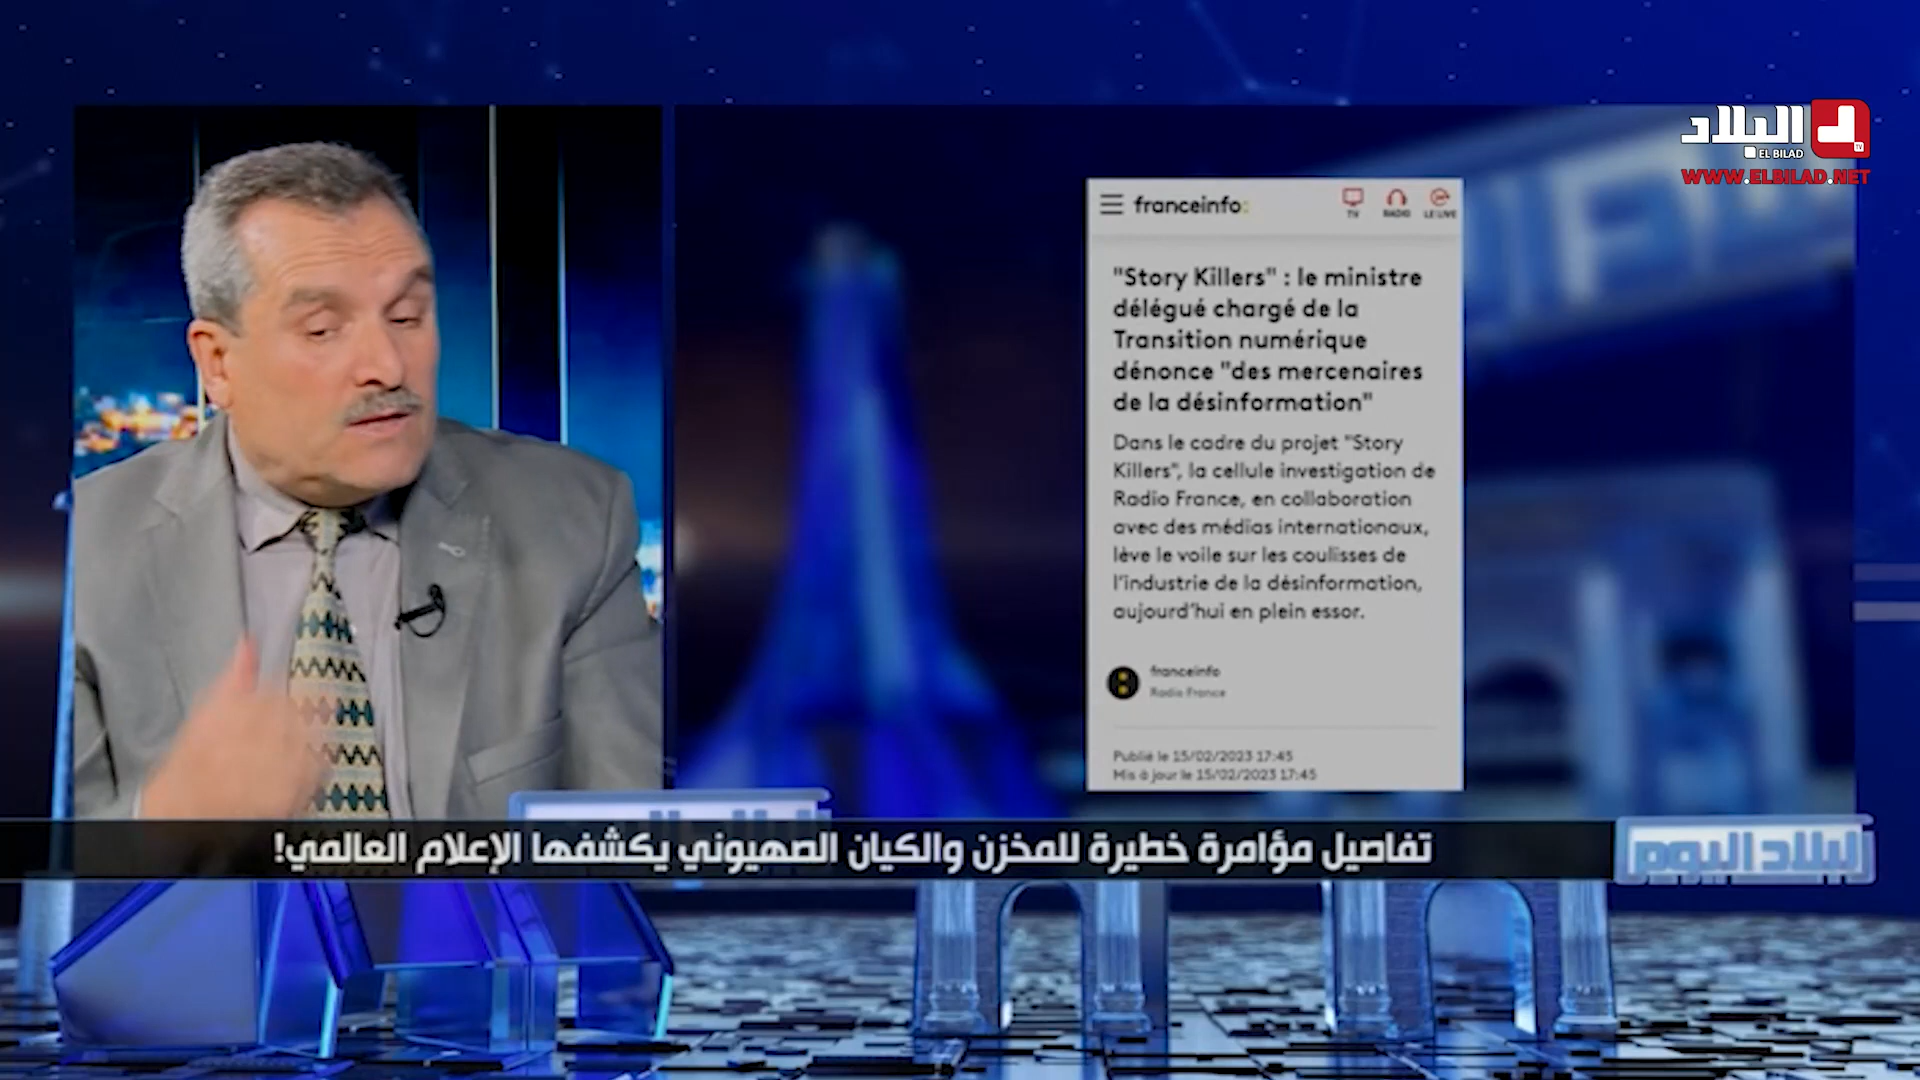 البلاد
TV
EL BILAD
WWW.ELBILAD.NET
franceinfo:
TV
RADIO
LE LIVE
"Story Killers" : le ministre
délégué chargé de la
Transition numérique
dénonce "des mercenaires
de la désinformation"
Dans le cadre du projet "Story
Killers", la cellule investigation de
Radio France, en collaboration
avec des médias internationaux,
lève le voile sur les coulisses de
l'industrie de la désinformation,
aujourd'hui en plein essor.
franceinfo
Radio France
Publié le 15/02/2023 17:45
Mis à jour le 15/02/2023 17:45
تفاصيل مؤامرة خطيرة للمخزن والكيان الصهيوني يكشفها الإعلام العالمي!
البلاد اليوم